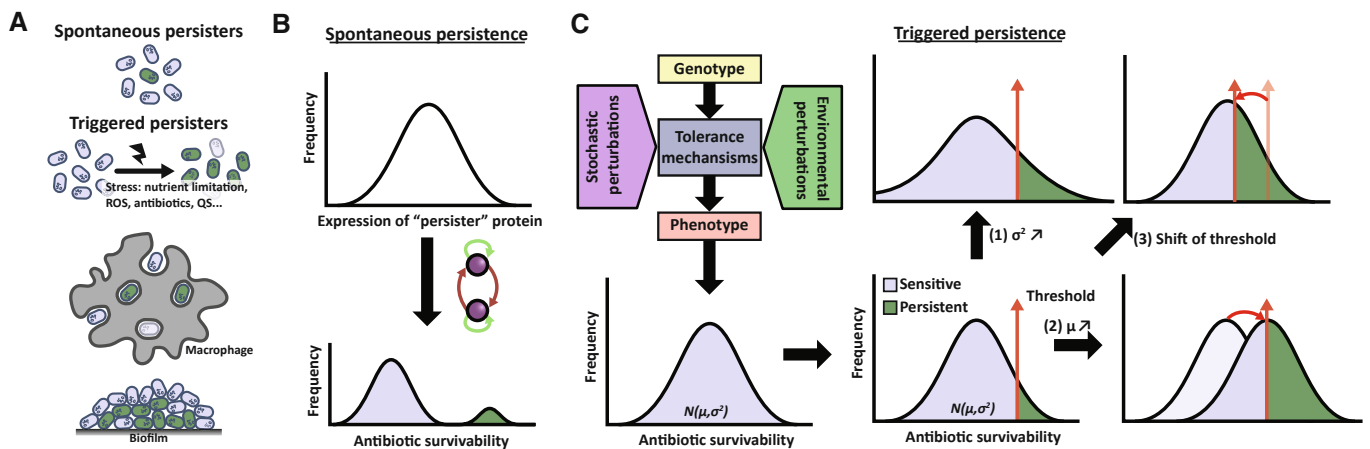 A
Spontaneous persisters
Triggered persisters
Stress: nutrient limitation,
ROS, antibiotics, QS...
Macrophage
Biofilm
B
Spontaneous persistence
Frequency
Expression of “persister” protein
Frequency
Antibiotic survivability
C
Genotype
Stochastic
perturbations
Tolerance
mechansisms
Environmental
perturbations
Phenotype
Frequency
N(μ,σ²)
Antibiotic survivability
Triggered persistence
Frequency
(1) σ² ↗
(3) Shift of threshold
Sensitive
Persistent
Threshold
(2) μ ↗
Frequency
N(μ,σ²)
Antibiotic survivability